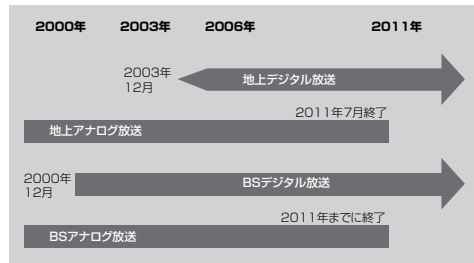 2000年 2003年 2006年 2011年
2003年
12月
地上デジタル放送
2011年7月終了
地上アナログ放送
2000年
12月
BSデジタル放送
2011年までに終了
BSアナログ放送